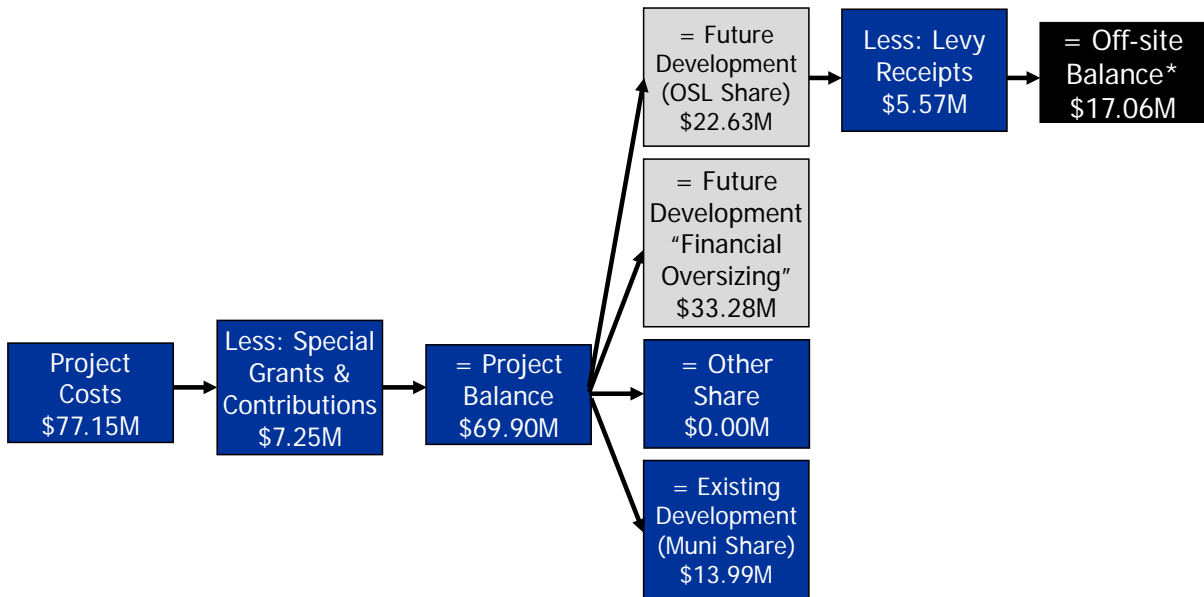 Project
Costs
$77.15M
Less: Special
Grants &
Contributions
$7.25M
= Project
Balance
$69.90M
= Future
Development
(OSL Share)
$22.63M
Less: Levy
Receipts
$5.57M
= Off-site
Balance*
$17.06M
= Future
Development
“Financial
Oversizing”
$33.28M
= Other
Share
$0.00M
= Existing
Development
(Muni Share)
$13.99M